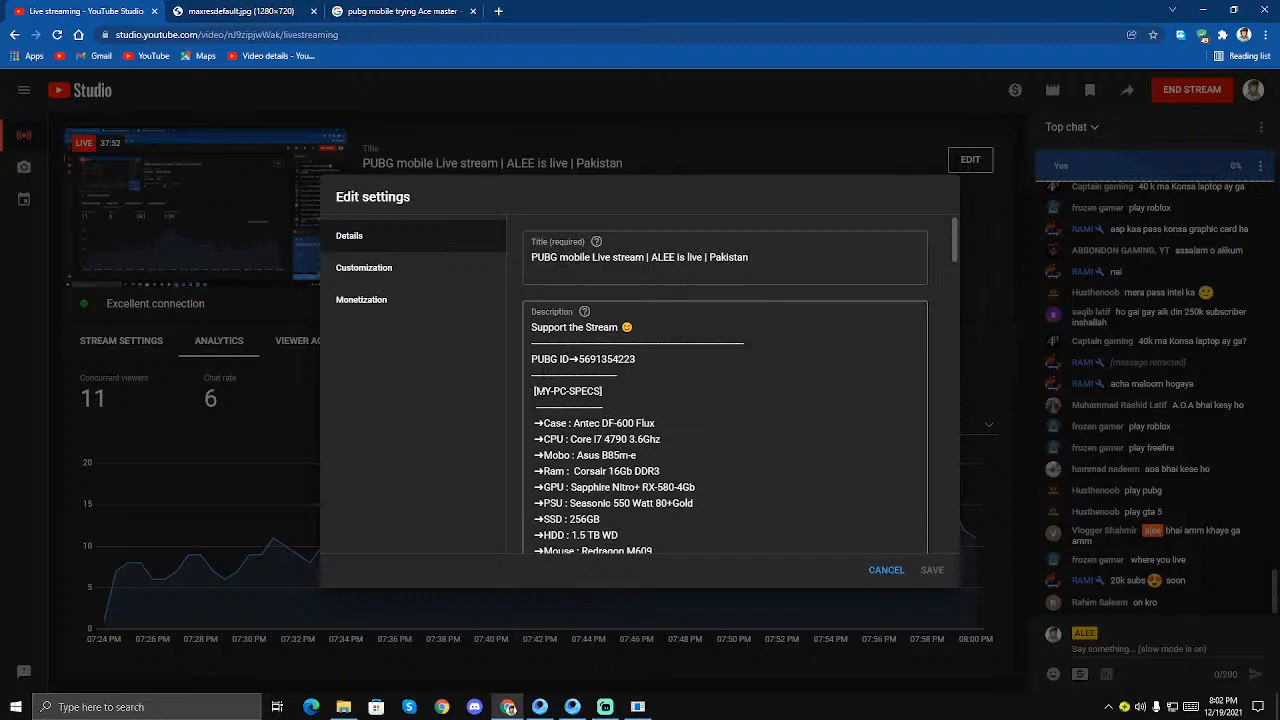 Live streaming - YouTube Studio
maxresdefault.jpg (1280×720)
pubg mobile trying Ace master -
studio.youtube.com/video/rJ9zipjwWak/livestreaming
Apps
Gmail
YouTube
Maps
Video details - You...
Reading list
Studio
END STREAM
LIVE 37:52
Title
PUBG mobile Live stream | ALEE is live | Pakistan
EDIT
Excellent connection
STREAM SETTINGS
ANALYTICS
VIEWER
Concurrent viewers
11
Chat rate
6
20
15
10
5
0
07:24 PM 07:26 PM 07:28 PM 07:30 PM 07:32 PM 07:34 PM 07:36 PM 07:38 PM 07:40 PM 07:42 PM 07:44 PM 07:46 PM 07:48 PM 07:50 PM 07:52 PM 07:54 PM 07:56 PM 07:58 PM 08:00 PM
Edit settings
Details
Customization
Monetization
Title (required)
PUBG mobile Live stream | ALEE is live | Pakistan
Description
Support the Stream 😊
PUBG ID➔5691354223
[MY-PC-SPECS]
➔Case : Antec DF-600 Flux
➔CPU : Core I7 4790 3.6Ghz
➔Mobo : Asus B85m-e
➔Ram : Corsair 16Gb DDR3
➔GPU : Sapphire Nitro+ RX-580-4Gb
➔PSU : Seasonic 550 Watt 80+Gold
➔SSD : 256GB
➔HDD : 1.5 TB WD
➔Mouse : Redragon M609
CANCEL
SAVE
Top chat
Yes 0%
Captain gaming 40 k ma Konsa laptop ay ga
frozen gamer play roblox
RAMI aap kaas pass konsa graphic card ha
ABBONDON GAMING. YT assalam o alikum
RAMI nai
Husthenoob mera pass intel ka 🙂
saqib latif ho gai gay aik din 250k subscriber
inshallah
Captain gaming 40k ma Konsa laptop ay ga?
RAMI [message retracted]
RAMI acha maloom hogaya
Muhammad Rashid Latif A.O.A bhai kesy ho
frozen gamer play roblox
frozen gamer play freefire
hammad nadeem aoa bhai kese ho
Husthenoob play pubg
Husthenoob play gta 5
Vlogger Shahmir alee bhai amm khaye ga
amm
frozen gamer where you live
RAMI 20k subs 😍 soon
Rahim Saleem on kro
ALEE
Say something... (slow mode is on)
0/200
Type here to search
8:02 PM
12/19/2021